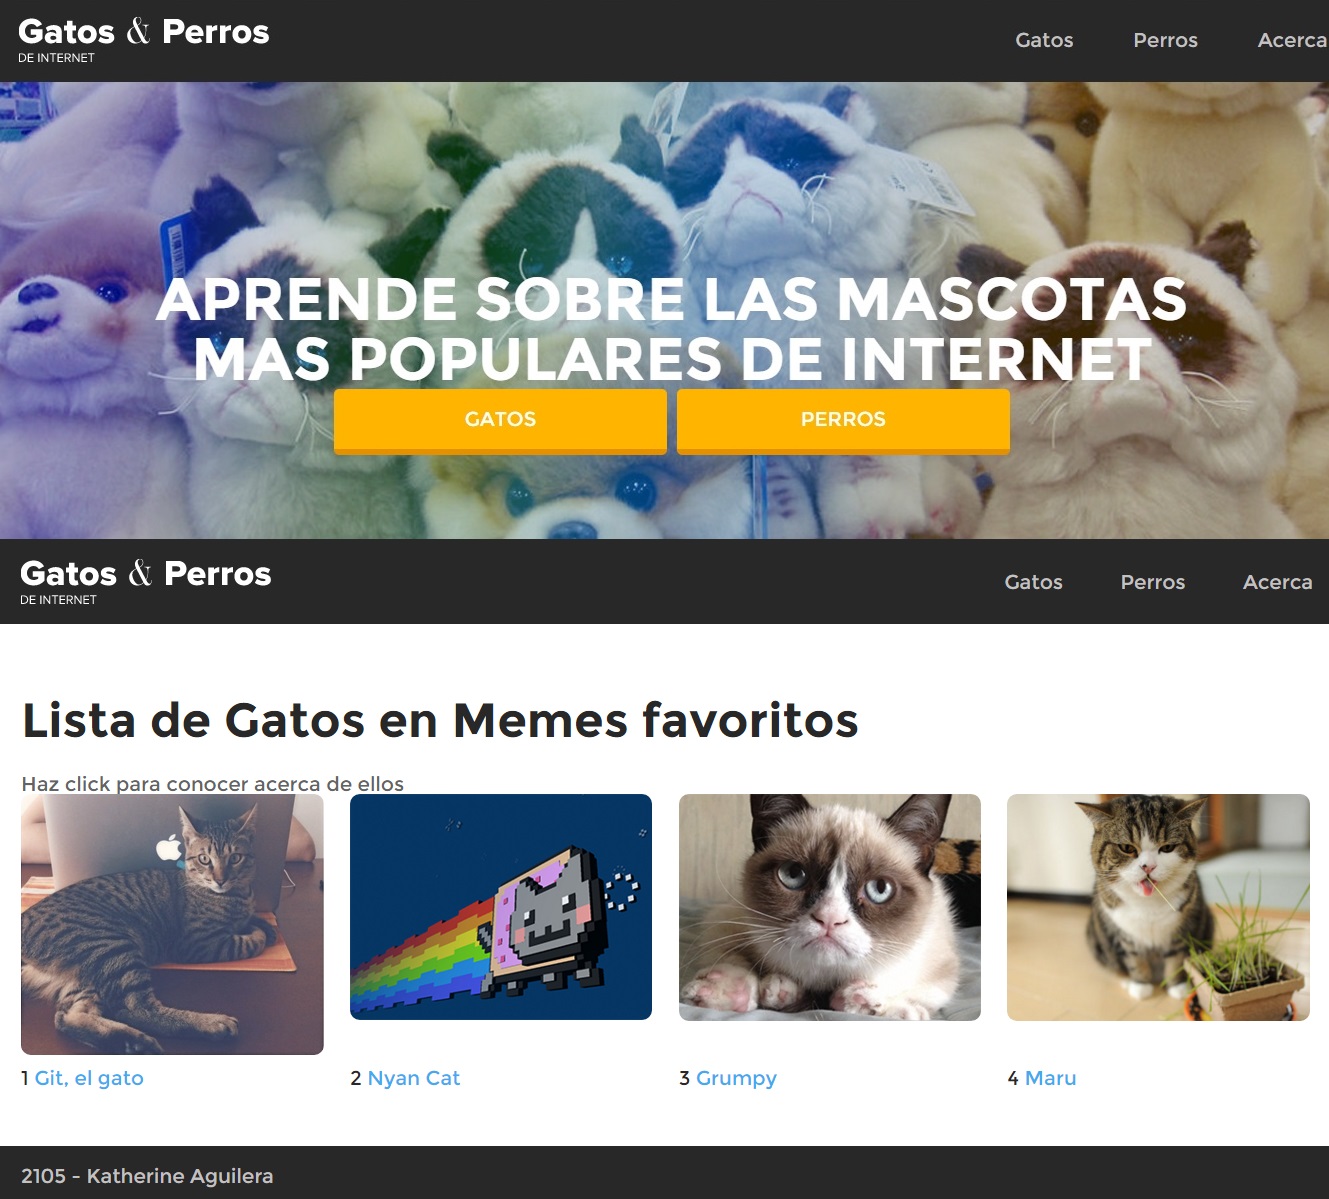 Gatos & Perros
DE INTERNET
Gatos Perros Acerca
APRENDE SOBRE LAS MASCOTAS
MAS POPULARES DE INTERNET
GATOS PERROS
Gatos & Perros
DE INTERNET
Gatos Perros Acerca
Lista de Gatos en Memes favoritos
Haz click para conocer acerca de ellos
1 Git, el gato
2 Nyan Cat
3 Grumpy
4 Maru
2105 - Katherine Aguilera